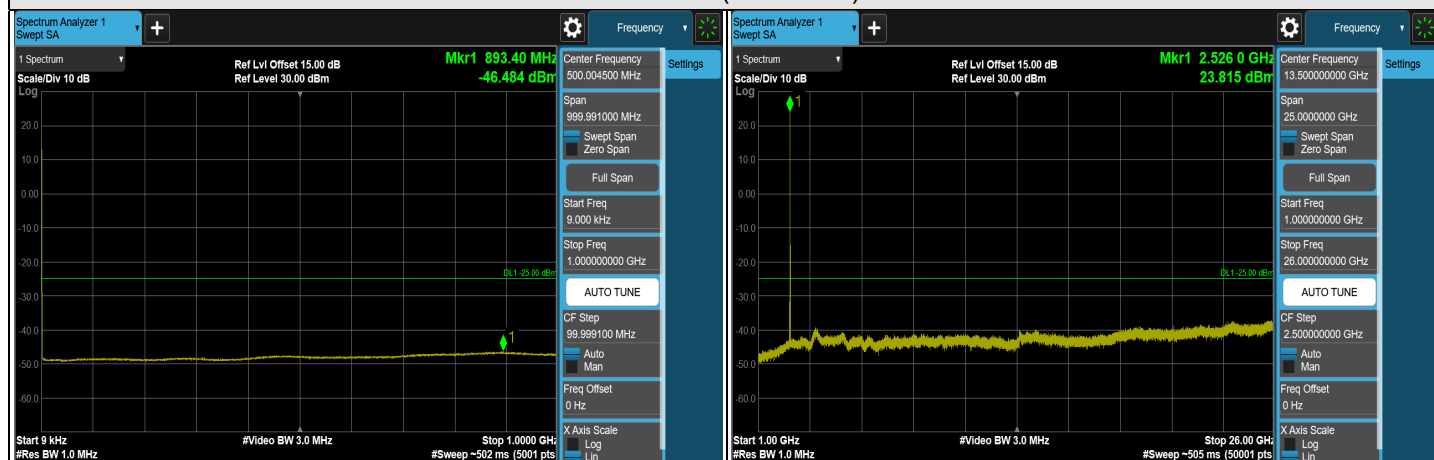 Spectrum Analyzer 1
Swept SA
+
Frequency
1 Spectrum
Scale/Div 10 dB
Log
Ref Lvl Offset 15.00 dB
Ref Level 30.00 dBm
Mkr1 893.40 MHz
-46.484 dBm
20.0
10.0
0.00
-10.0
-20.0
-30.0
-40.0
-50.0
-60.0
DL1 -25.00 dBm
1
Start 9 kHz
#Res BW 1.0 MHz
#Video BW 3.0 MHz
Stop 1.0000 GHz
#Sweep ~502 ms (5001 pts
Center Frequency
500.004500 MHz
Settings
Span
999.991000 MHz
Swept Span
Zero Span
Full Span
Start Freq
9.000 kHz
Stop Freq
1.000000000 GHz
AUTO TUNE
CF Step
99.999100 MHz
Auto
Man
Freq Offset
0 Hz
X Axis Scale
Log
Lin
Spectrum Analyzer 1
Swept SA
+
Frequency
1 Spectrum
Scale/Div 10 dB
Log
Ref Lvl Offset 15.00 dB
Ref Level 30.00 dBm
Mkr1 2.526 0 GHz
23.815 dBm
1
20.0
10.0
0.00
-10.0
-20.0
-30.0
-40.0
-50.0
-60.0
DL1 -25.00 dBm
Start 1.00 GHz
#Res BW 1.0 MHz
#Video BW 3.0 MHz
Stop 26.00 GHz
#Sweep ~505 ms (50001 pts
Center Frequency
13.500000000 GHz
Settings
Span
25.0000000 GHz
Swept Span
Zero Span
Full Span
Start Freq
1.000000000 GHz
Stop Freq
26.000000000 GHz
AUTO TUNE
CF Step
2.500000000 GHz
Auto
Man
Freq Offset
0 Hz
X Axis Scale
Log
Lin